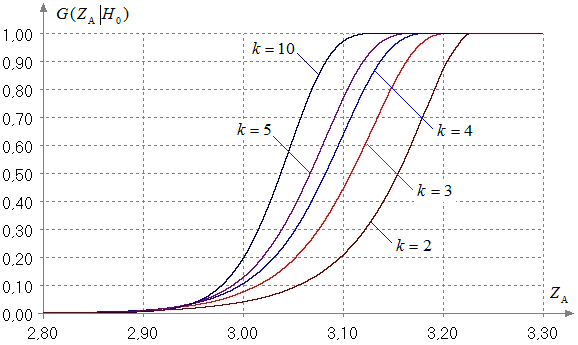 G(Z_A|H_0)
1,00
0,90
0,80
0,70
0,60
0,50
0,40
0,30
0,20
0,10
0,00
k = 10
k = 5
k = 4
k = 3
k = 2
Z_A
2,80 2,90 3,00 3,10 3,20 3,30